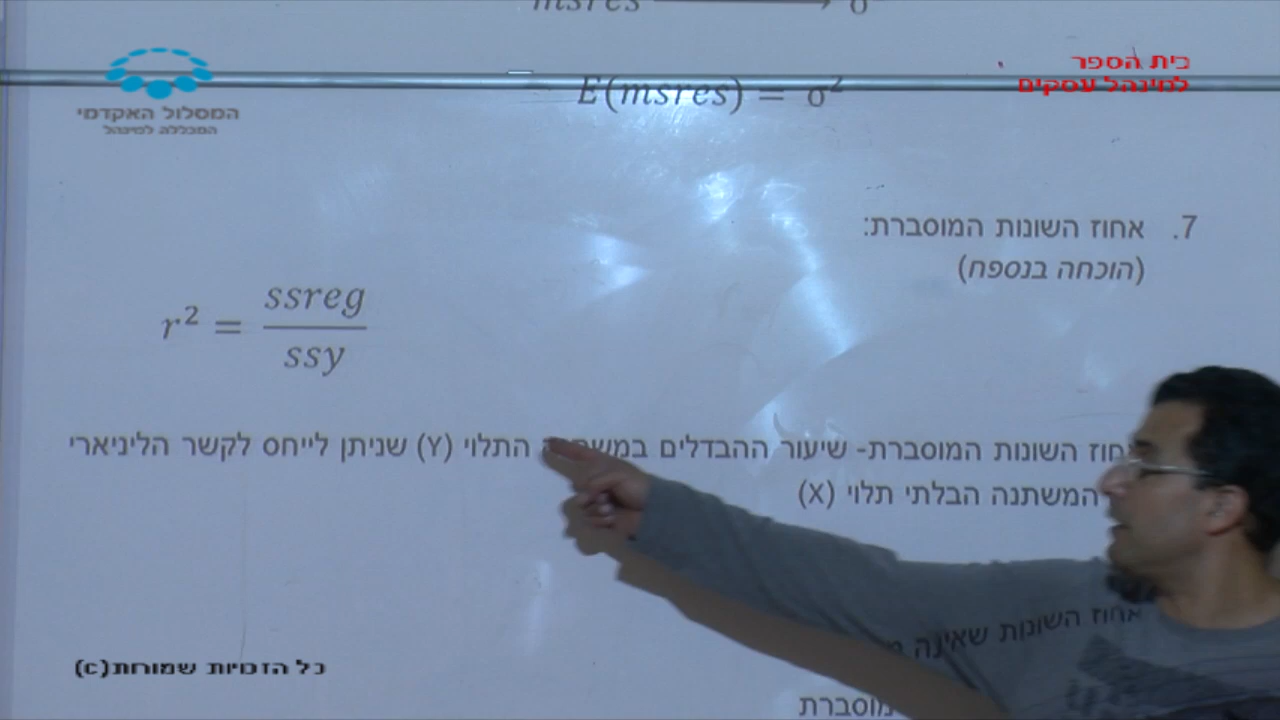 msres ⟶ σ
E(msres) = σ²
בית הספר
למינהל עסקים
המסלול האקדמי
המכללה למינהל
7. אחוז השונות המוסברת:
(הוכחה בנספח)
r² = ssreg / ssy
השונות המוסברת- שיעור ההבדלים התלוי (Y) שניתן לייחס לקשר הליניארי
המשתנה הבלתי תלוי (X)
אחוז השונות שאינה
מוסברת
כל הזכויות שמורות(c)